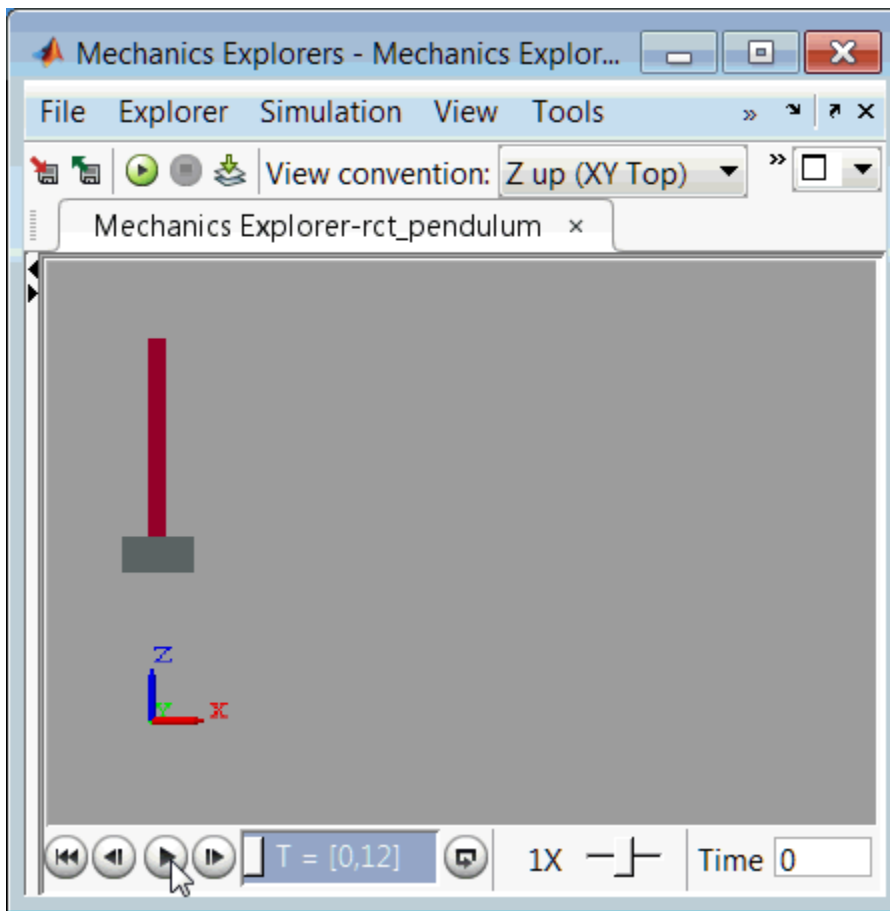 Mechanics Explorers - Mechanics Explor...
File Explorer Simulation View Tools »
View convention: Z up (XY Top) »
Mechanics Explorer-rct_pendulum ×
Z
Y X
T = [0,12] 1X Time 0